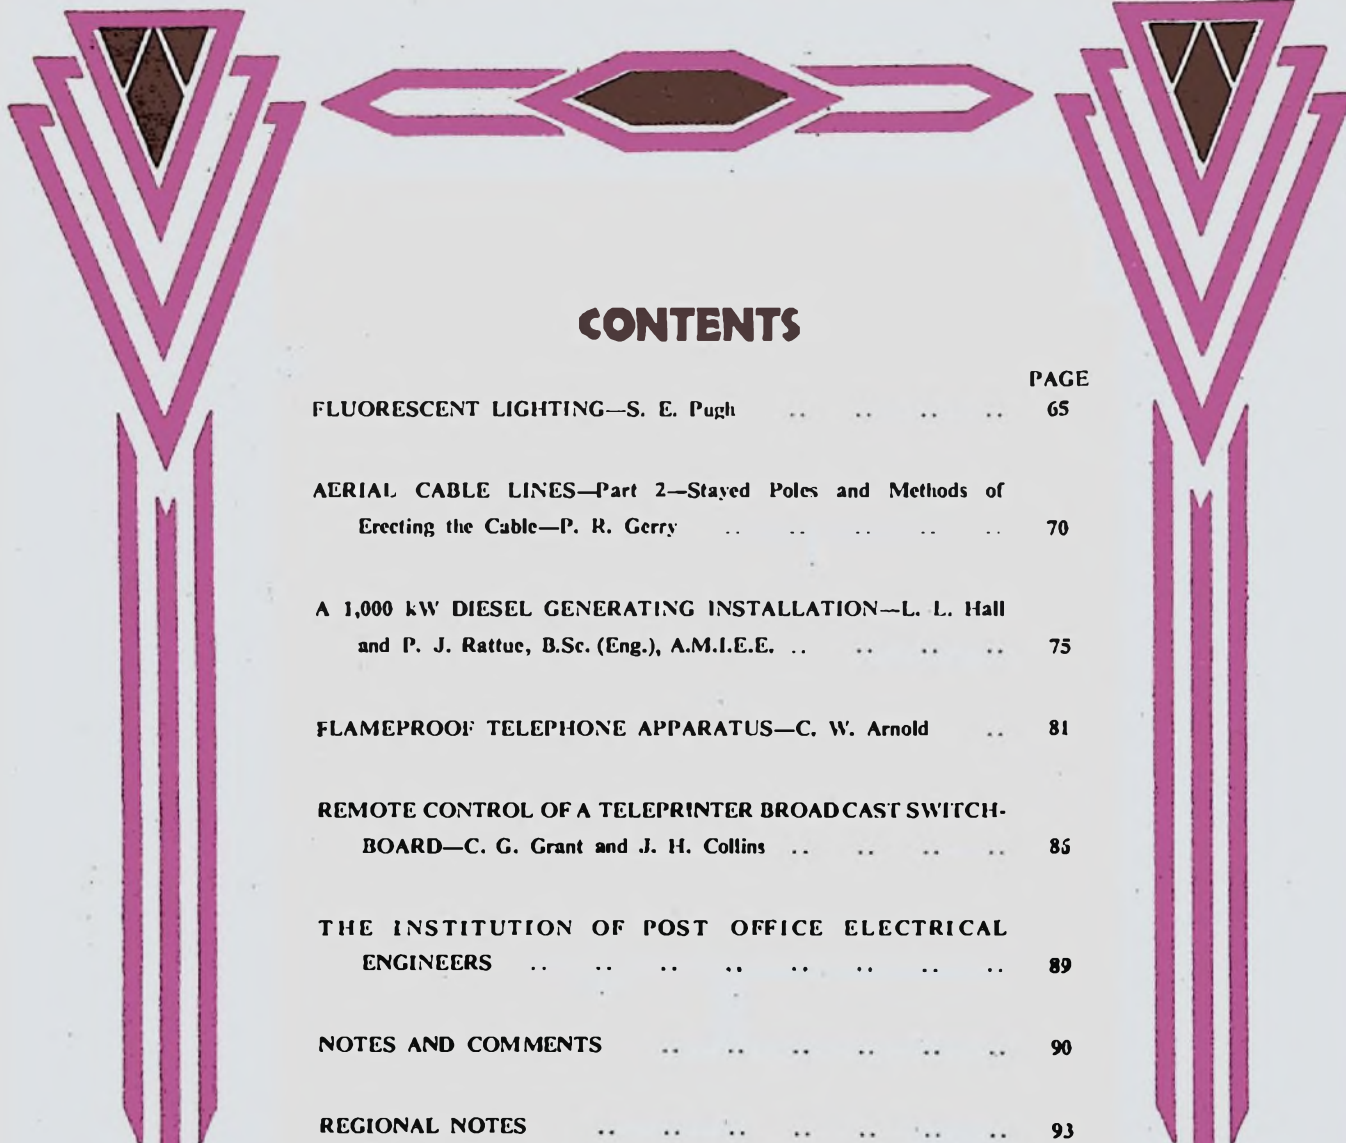 CONTENTS
PAGE
FLUORESCENT LIGHTING—S. E. Pugh .. .. .. .. 65
AERIAL CABLE LINES—Part 2—Stayed Poles and Methods of
Erecting the Cable—P. R. Gerry .. .. .. .. .. 70
A 1,000 kW DIESEL GENERATING INSTALLATION—L. L. Hall
and P. J. Rattue, B.Sc. (Eng.), A.M.I.E.E. .. .. .. .. 75
FLAMEPROOF TELEPHONE APPARATUS—C. W. Arnold .. 81
REMOTE CONTROL OF A TELEPRINTER BROADCAST SWITCH-
BOARD—C. G. Grant and J. H. Collins .. .. .. .. 85
THE INSTITUTION OF POST OFFICE ELECTRICAL
ENGINEERS .. .. .. .. .. .. .. .. 89
NOTES AND COMMENTS .. .. .. .. .. .. 90
REGIONAL NOTES .. .. .. .. .. .. .. 93